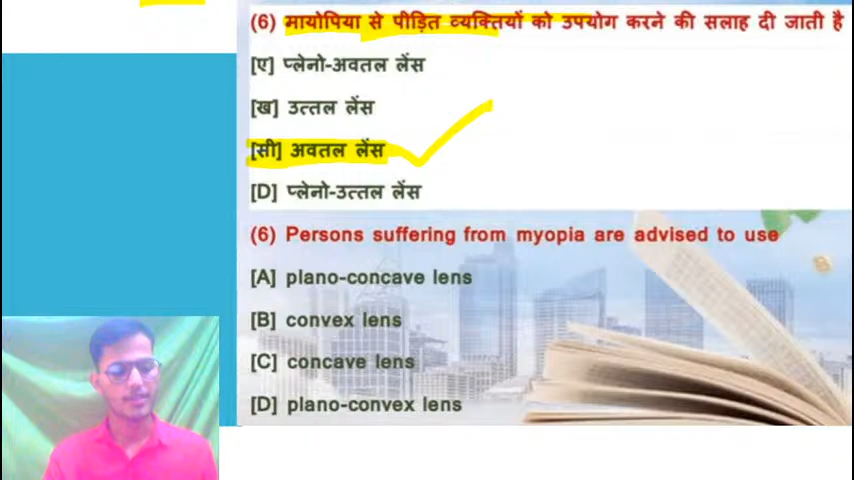 (6) मायोपिया से पीड़ित व्यक्तियों को उपयोग करने की सलाह दी जाती है
[ए] प्लेनो-अवतल लेंस
[ख] उत्तल लेंस
[सी] अवतल लेंस
[D] प्लेनो-उत्तल लेंस
(6) Persons suffering from myopia are advised to use
[A] plano-concave lens
[B] convex lens
[C] concave lens
[D] plano-convex lens